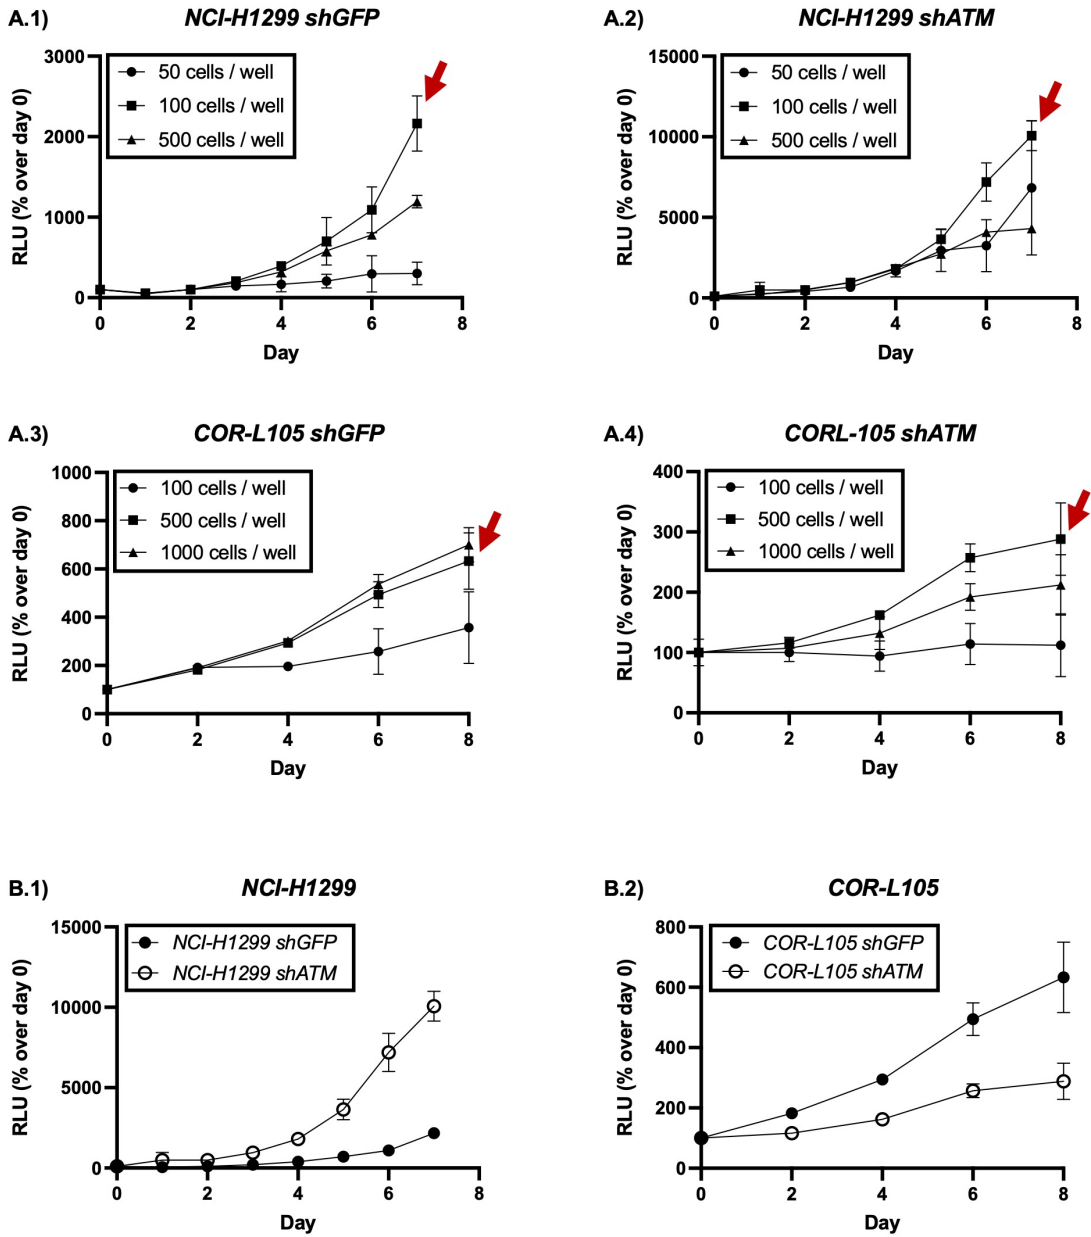 A.1)
NCI-H1299 shGFP
RLU (% over day 0)
3000
2000
1000
0
50 cells / well
100 cells / well
500 cells / well
0 2 4 6 8
Day
A.2)
NCI-H1299 shATM
RLU (% over day 0)
15000
10000
5000
0
50 cells / well
100 cells / well
500 cells / well
0 2 4 6 8
Day
A.3)
COR-L105 shGFP
RLU (% over day 0)
1000
800
600
400
200
0
100 cells / well
500 cells / well
1000 cells / well
0 2 4 6 8
Day
A.4)
CORL-105 shATM
RLU (% over day 0)
400
300
200
100
0
100 cells / well
500 cells / well
1000 cells / well
0 2 4 6 8
Day
B.1)
NCI-H1299
RLU (% over day 0)
15000
10000
5000
0
NCI-H1299 shGFP
NCI-H1299 shATM
0 2 4 6 8
Day
B.2)
COR-L105
RLU (% over day 0)
800
600
400
200
0
COR-L105 shGFP
COR-L105 shATM
0 2 4 6 8
Day